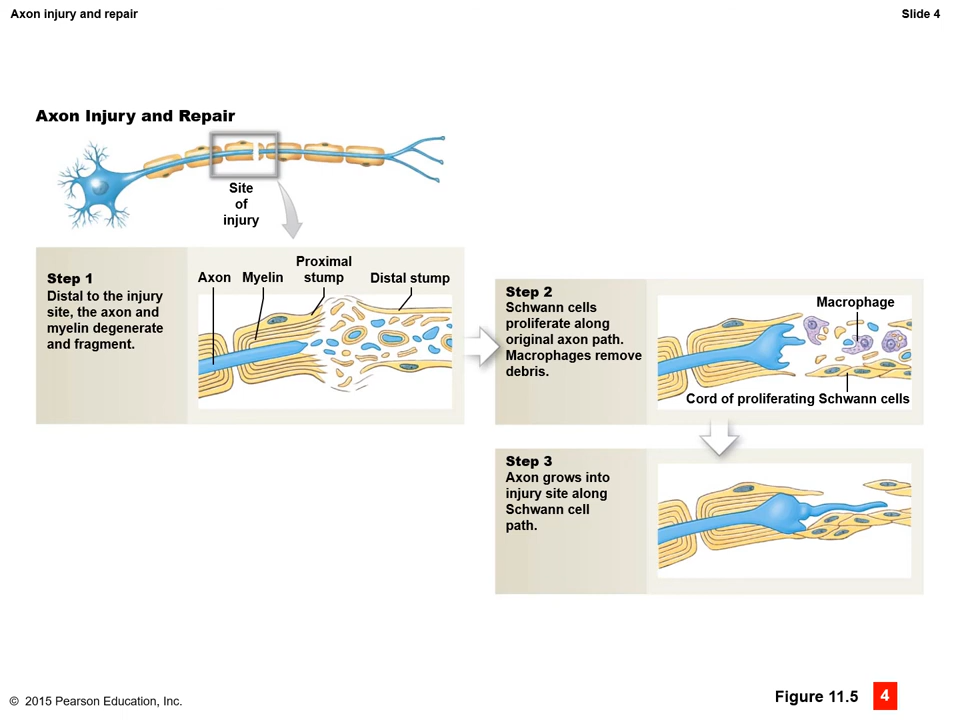 Axon injury and repair
Slide 4
Axon Injury and Repair
Site
of
injury
Step 1
Distal to the injury
site, the axon and
myelin degenerate
and fragment.
Axon
Myelin
Proximal
stump
Distal stump
Step 2
Schwann cells
proliferate along
original axon path.
Macrophages remove
debris.
Macrophage
Cord of proliferating Schwann cells
Step 3
Axon grows into
injury site along
Schwann cell
path.
© 2015 Pearson Education, Inc.
Figure 11.5
4